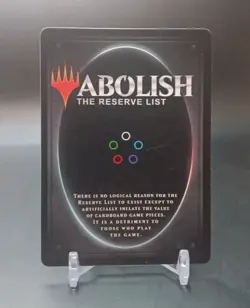 ABOLISH
THE RESERVE LIST
There is no logical reason for the
Reserve List to exist except to
artificially inflate the value
of cardboard game pieces.
It is a detriment to
those who play
the game.